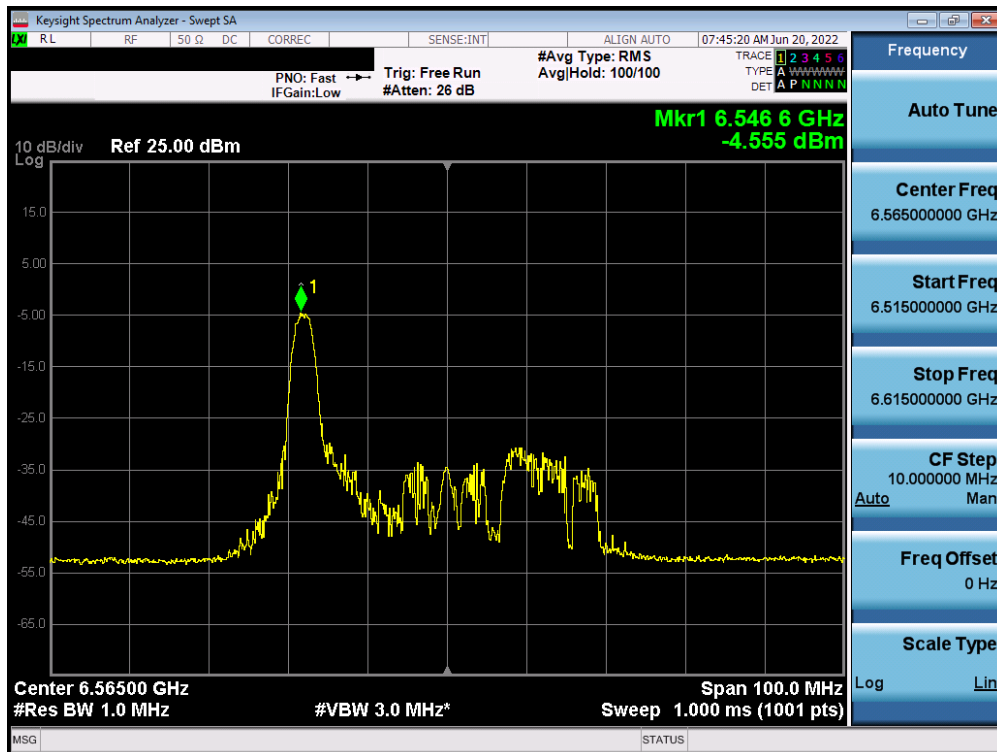 Keysight Spectrum Analyzer - Swept SA
LXI RL RF 50 Ω DC CORREC SENSE:INT ALIGN AUTO 07:45:20 AM Jun 20, 2022
PNO: Fast
IFGain:Low
Trig: Free Run
#Atten: 26 dB
#Avg Type: RMS
Avg|Hold: 100/100
TRACE 1 2 3 4 5 6
TYPE A WWWWW
DET A P N N N N
Mkr1 6.546 6 GHz
-4.555 dBm
10 dB/div Ref 25.00 dBm
Log
15.0
5.00
1
-5.00
-15.0
-25.0
-35.0
-45.0
-55.0
-65.0
Center 6.56500 GHz Span 100.0 MHz
#Res BW 1.0 MHz #VBW 3.0 MHz* Sweep 1.000 ms (1001 pts)
MSG STATUS
Frequency
Auto Tune
Center Freq
6.565000000 GHz
Start Freq
6.515000000 GHz
Stop Freq
6.615000000 GHz
CF Step
10.000000 MHz
Auto Man
Freq Offset
0 Hz
Scale Type
Log Lin